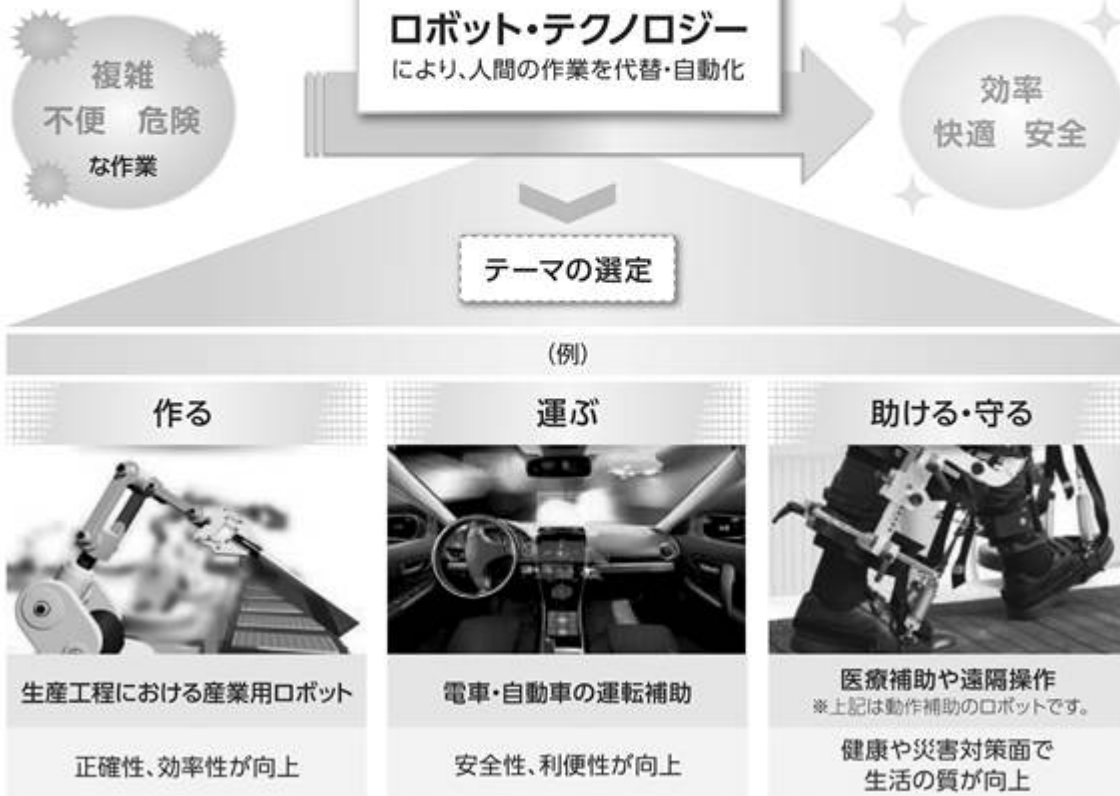 ロボット・テクノロジー
により、人間の作業を代替・自動化
複雑
不便 危険
な作業
効率
快適 安全
テーマの選定
(例)
作る
運ぶ
助ける・守る
生産工程における産業用ロボット
電車・自動車の運転補助
医療補助や遠隔操作
※上記は動作補助のロボットです。
正確性、効率性が向上
安全性、利便性が向上
健康や災害対策面で
生活の質が向上